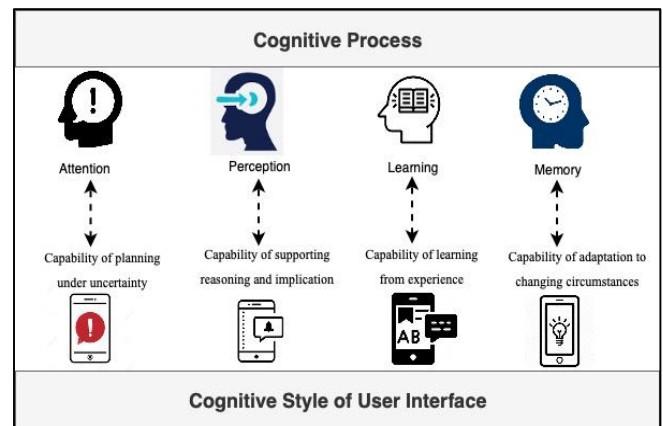 Cognitive Process
Attention
Perception
Learning
Memory
Capability of planning
under uncertainty
Capability of supporting
reasoning and implication
Capability of learning
from experience
Capability of adaptation to
changing circumstances
AB
Cognitive Style of User Interface